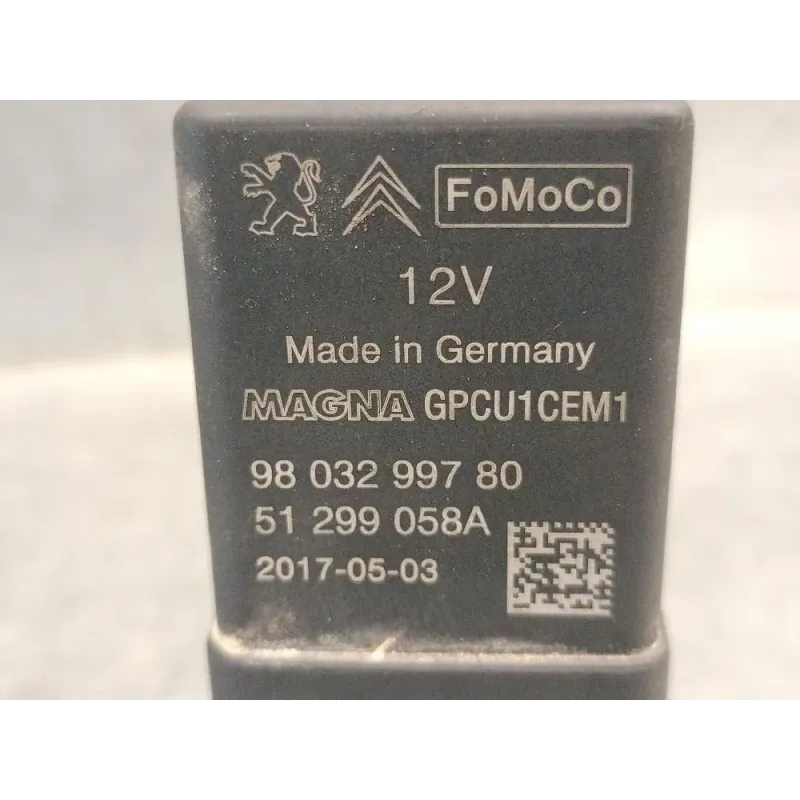 FoMoCo
12V
Made in Germany
MAGNA GPCU1CEM1
98 032 997 80
51 299 058A
2017-05-03